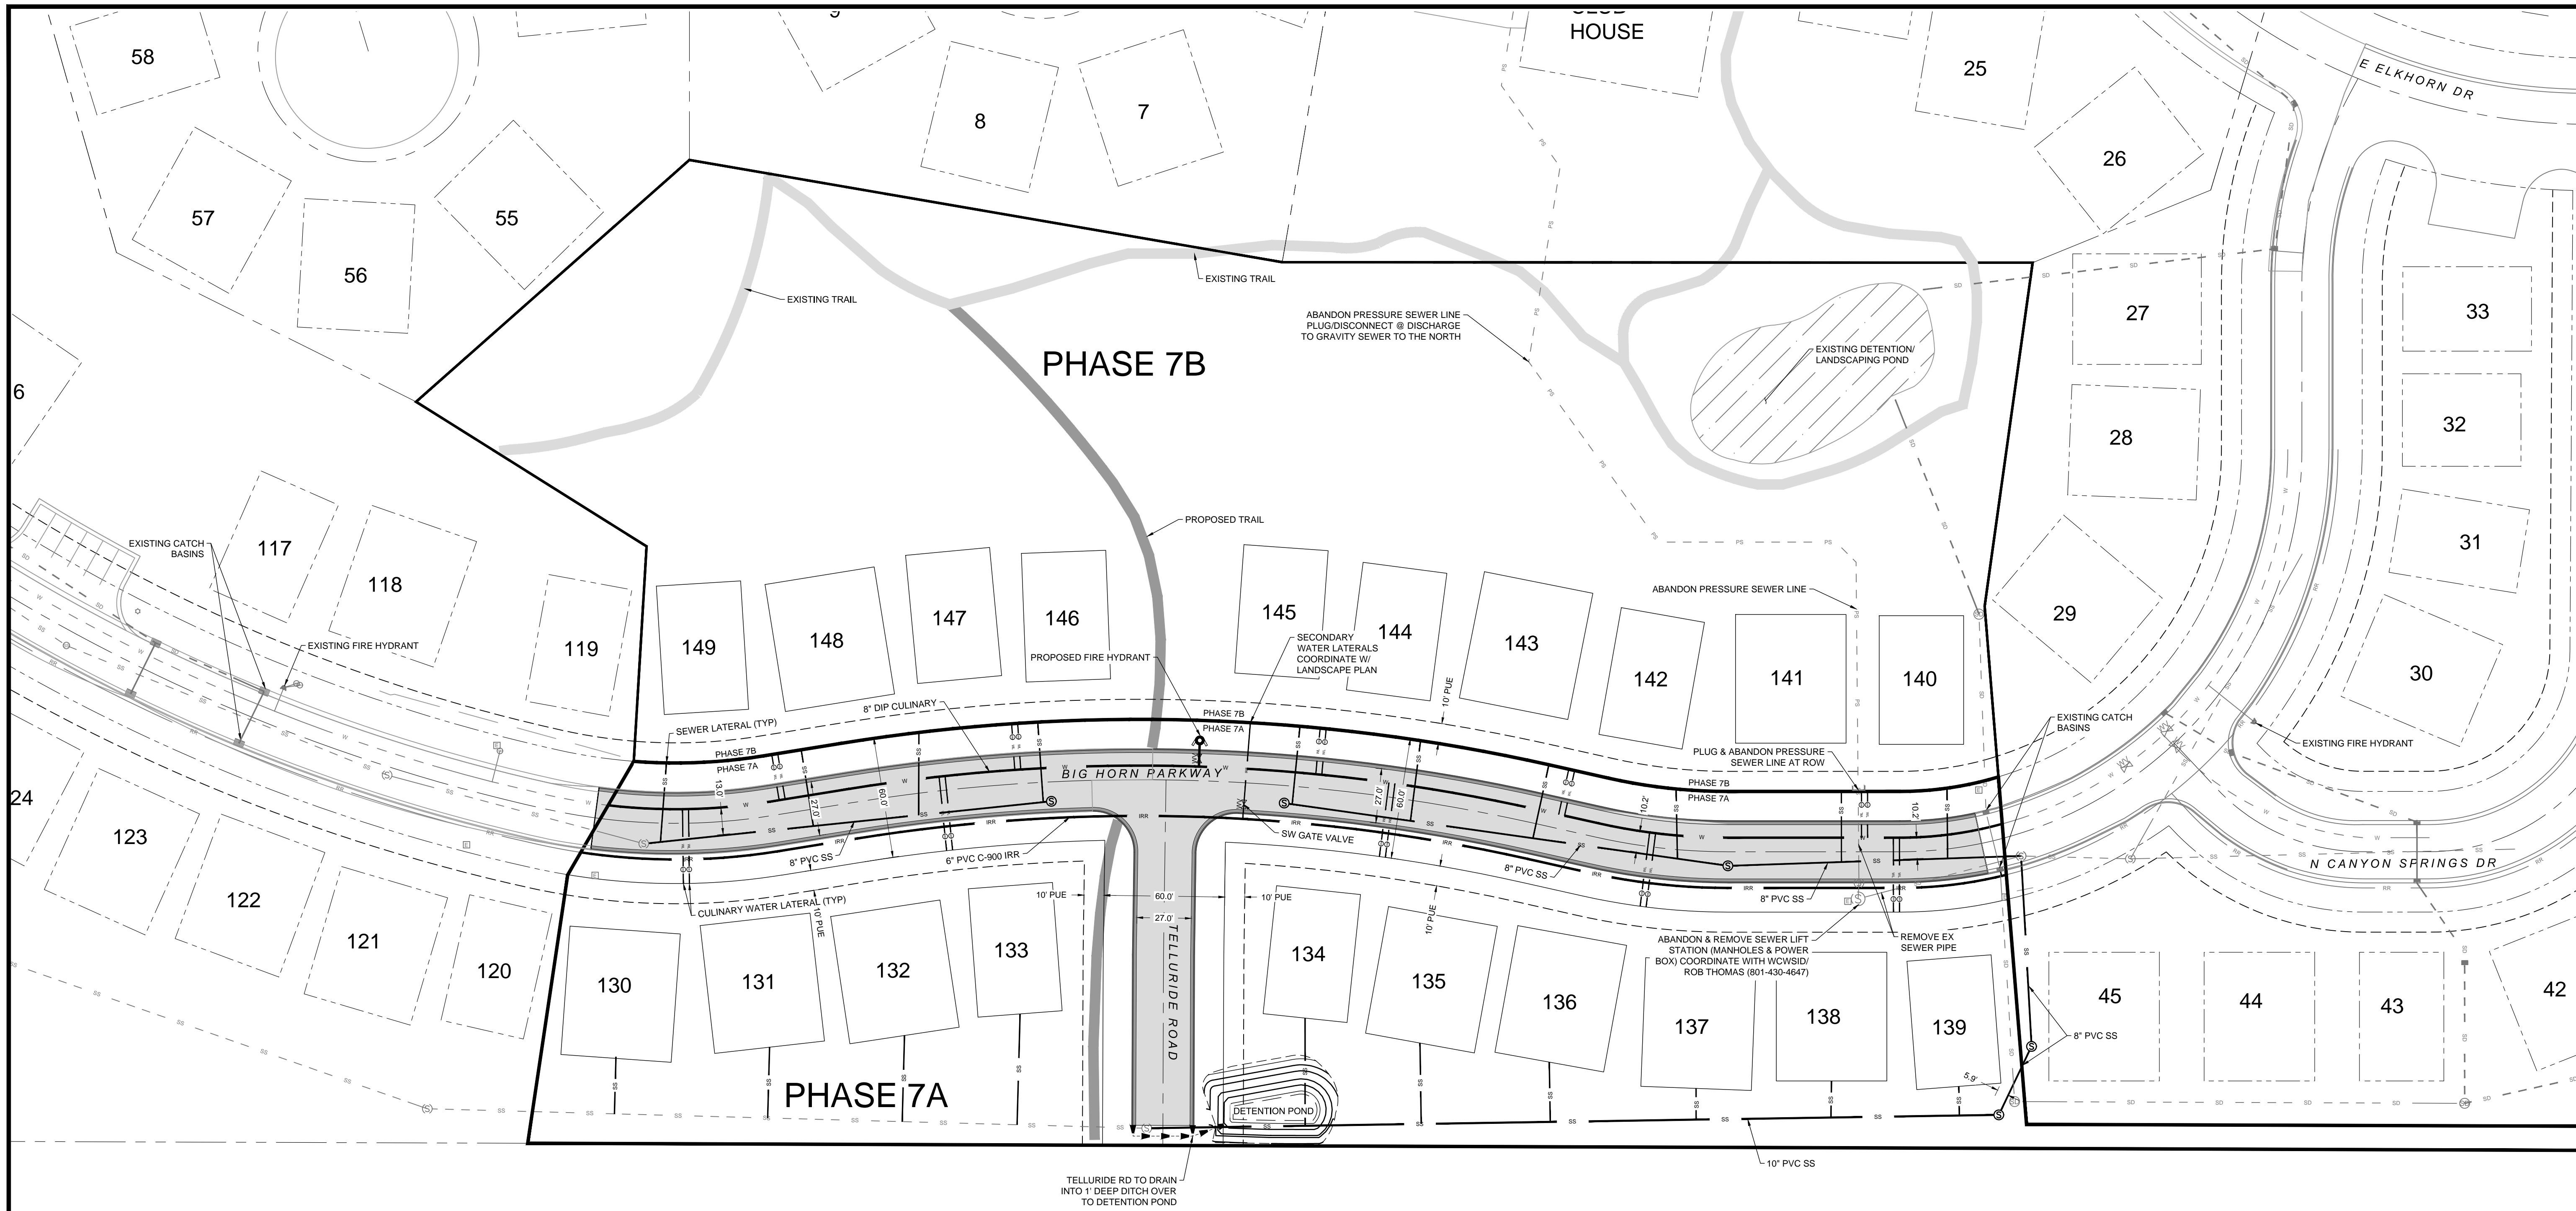 HOUSE
58
9
8
7
25
26
E ELKHORN DR
57
55
56
EXISTING TRAIL
EXISTING TRAIL
ABANDON PRESSURE SEWER LINE
PLUG/DISCONNECT @ DISCHARGE
TO GRAVITY SEWER TO THE NORTH
PHASE 7B
EXISTING DETENTION/
LANDSCAPING POND
27
33
28
32
6
PROPOSED TRAIL
EXISTING CATCH
BASINS
117
118
119
EXISTING FIRE HYDRANT
149
148
147
146
145
144
143
142
141
140
29
31
30
ABANDON PRESSURE SEWER LINE
PROPOSED FIRE HYDRANT
SECONDARY
WATER LATERALS
COORDINATE W/
LANDSCAPE PLAN
10' PUE
8" DIP CULINARY
SEWER LATERAL (TYP)
PHASE 7B
PHASE 7A
PHASE 7B
PHASE 7A
PHASE 7B
PHASE 7A
PLUG & ABANDON PRESSURE
SEWER LINE AT ROW
EXISTING CATCH
BASINS
EXISTING FIRE HYDRANT
BIG HORN PARKWAY
13.0'
27.0'
60.0'
27.0'
60.0'
10.2'
10.2'
24
123
122
121
120
8" PVC SS
6" PVC C-900 IRR
SW GATE VALVE
8" PVC SS
8" PVC SS
N CANYON SPRINGS DR
CULINARY WATER LATERAL (TYP)
10' PUE
10' PUE
60.0'
10' PUE
27.0'
10' PUE
TELLURIDE ROAD
ABANDON & REMOVE SEWER LIFT
STATION (MANHOLES & POWER
BOX) COORDINATE WITH WCWSID/
ROB THOMAS (801-430-4647)
REMOVE EX
SEWER PIPE
130
131
132
133
134
135
136
137
138
139
45
44
43
42
8" PVC SS
5.9'
PHASE 7A
DETENTION POND
10" PVC SS
TELLURIDE RD TO DRAIN
INTO 1' DEEP DITCH OVER
TO DETENTION POND